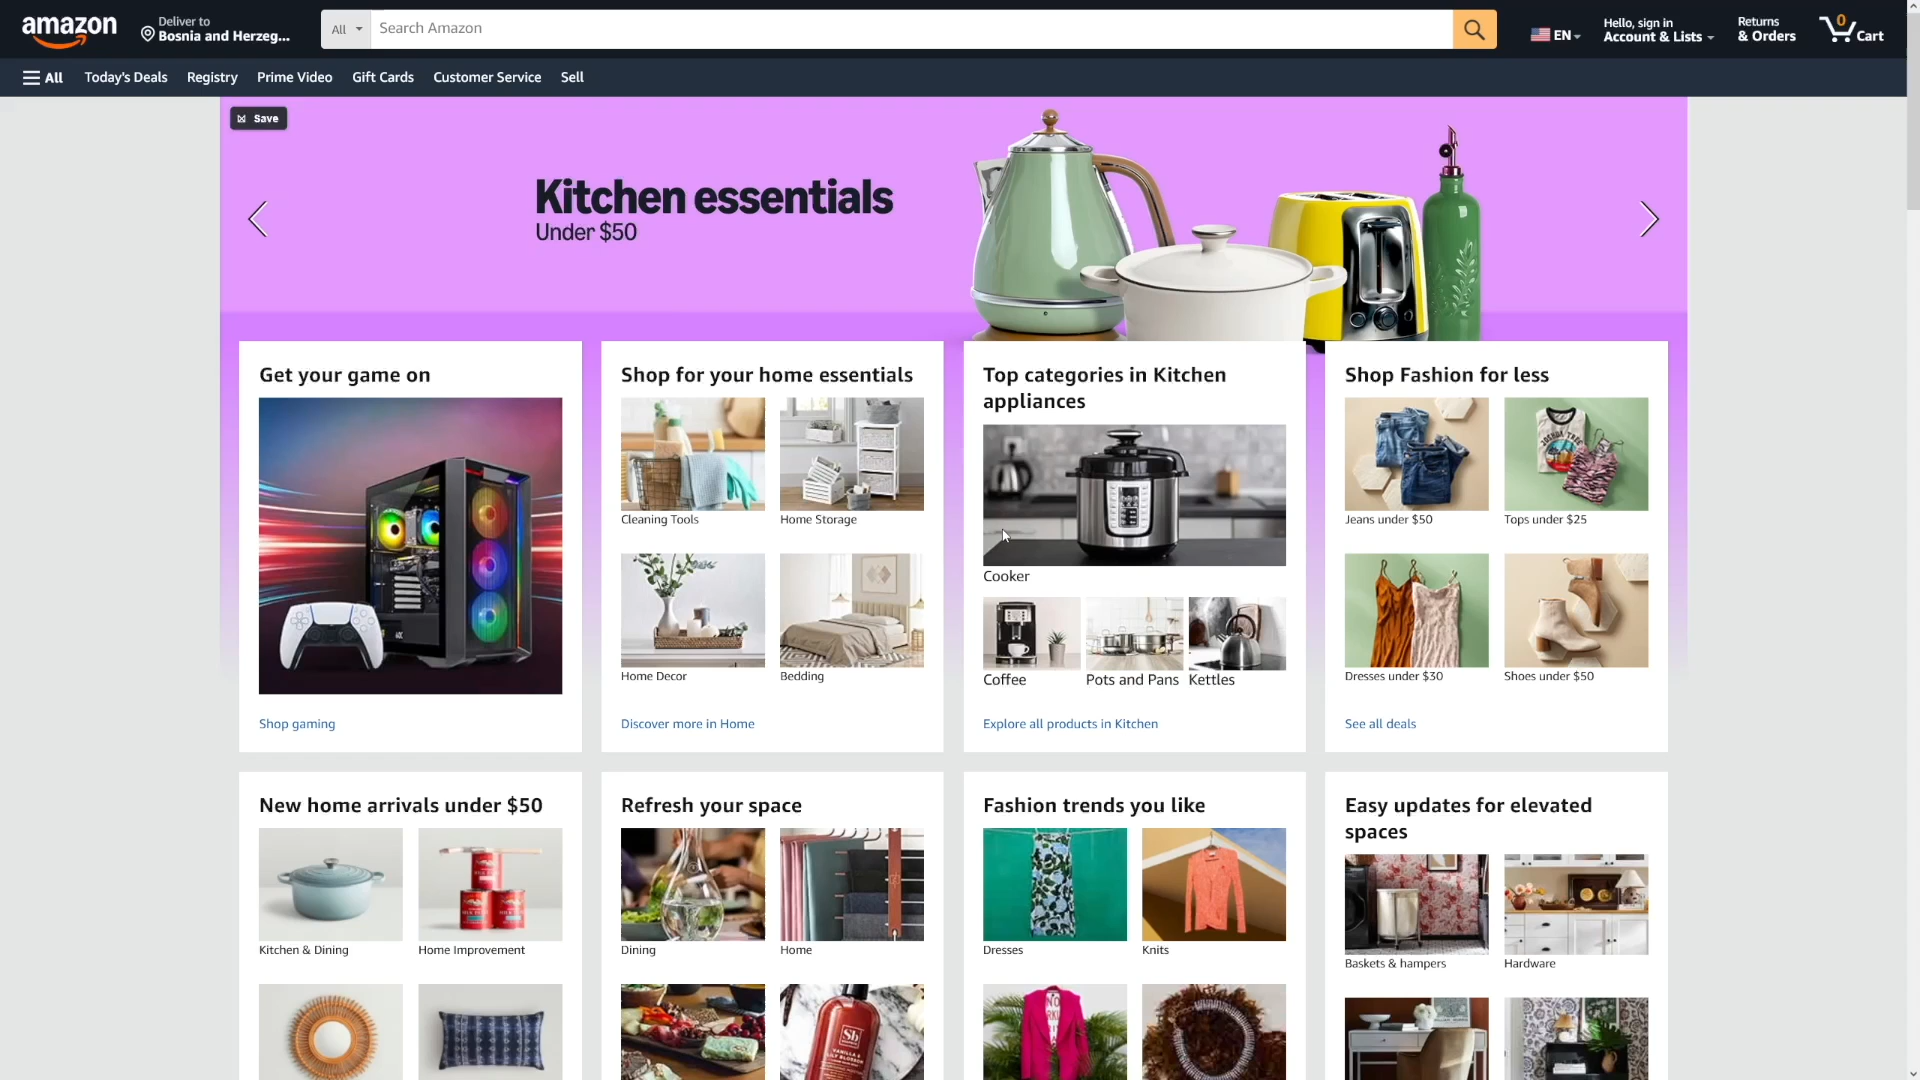 amazon
Deliver to
Bosnia and Herzeg...
All
Search Amazon
EN
Hello, sign in
Account & Lists
Returns
& Orders
0
Cart
All
Today's Deals
Registry
Prime Video
Gift Cards
Customer Service
Sell
Save
Kitchen essentials
Under $50
Get your game on
Shop gaming
Shop for your home essentials
Cleaning Tools
Home Storage
Home Decor
Bedding
Discover more in Home
Top categories in Kitchen
appliances
Cooker
Coffee
Pots and Pans
Kettles
Explore all products in Kitchen
Shop Fashion for less
JOSHUA TREE
Jeans under $50
Tops under $25
Dresses under $30
Shoes under $50
See all deals
New home arrivals under $50
Kitchen & Dining
Home Improvement
Refresh your space
Dining
Home
Sb
VANILLA &
LILY BLOSSOM
Fashion trends you like
Dresses
Knits
Easy updates for elevated
spaces
Baskets & hampers
Hardware